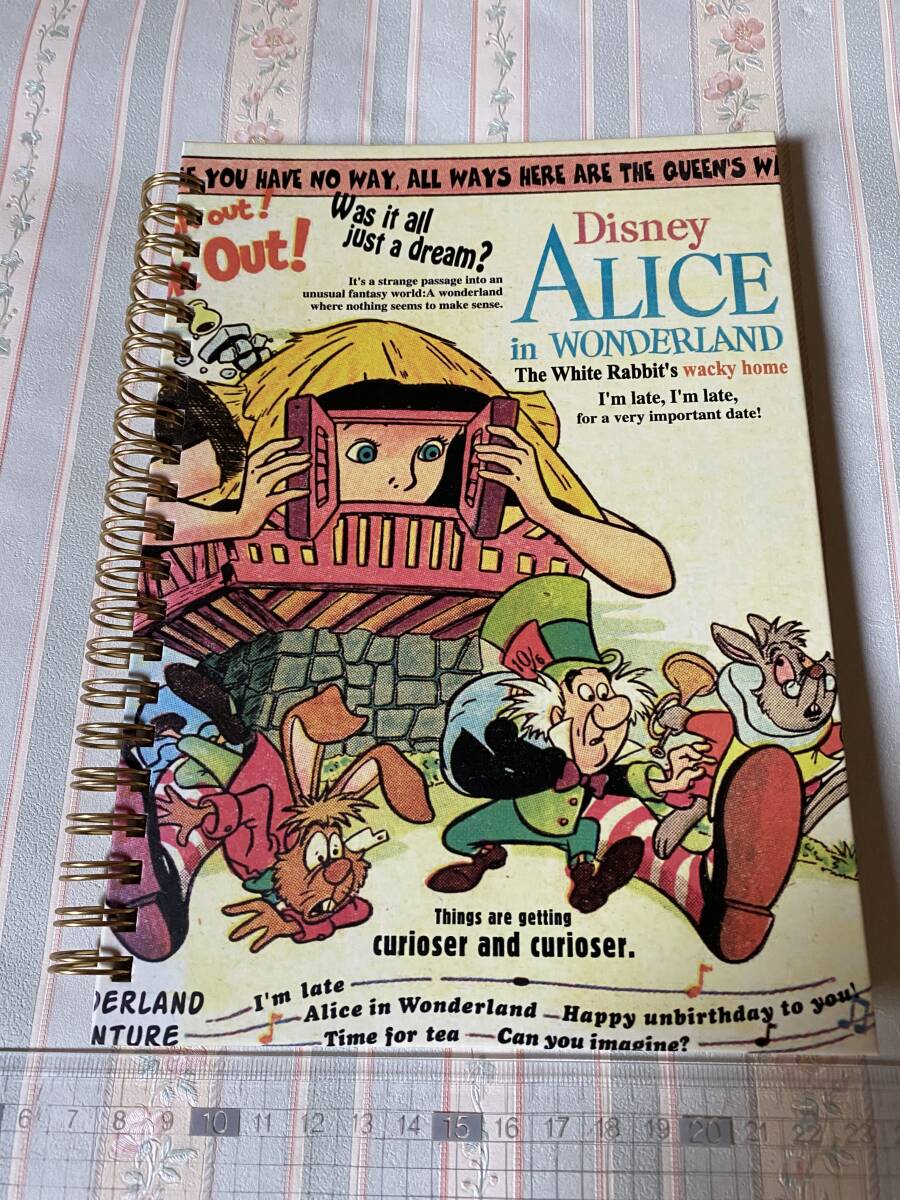 IF YOU HAVE NO WAY, ALL WAYS HERE ARE THE QUEEN'S
out!
Out!
Was it all
just a dream?
It's a strange passage into an
unusual fantasy world:A wonderland
where nothing seems to make sense.
Disney
ALICE
in WONDERLAND
The White Rabbit's wacky home
I'm late, I'm late,
for a very important date!
10/6
Things are getting
curioser and curioser.
DERLAND
NTURE
I'm late
Alice in Wonderland
Happy unbirthday to you!
Time for tea
Can you imagine?
6 7 8 9 10 11 12 13 14 15 16 17 18 19 20 21 22 23